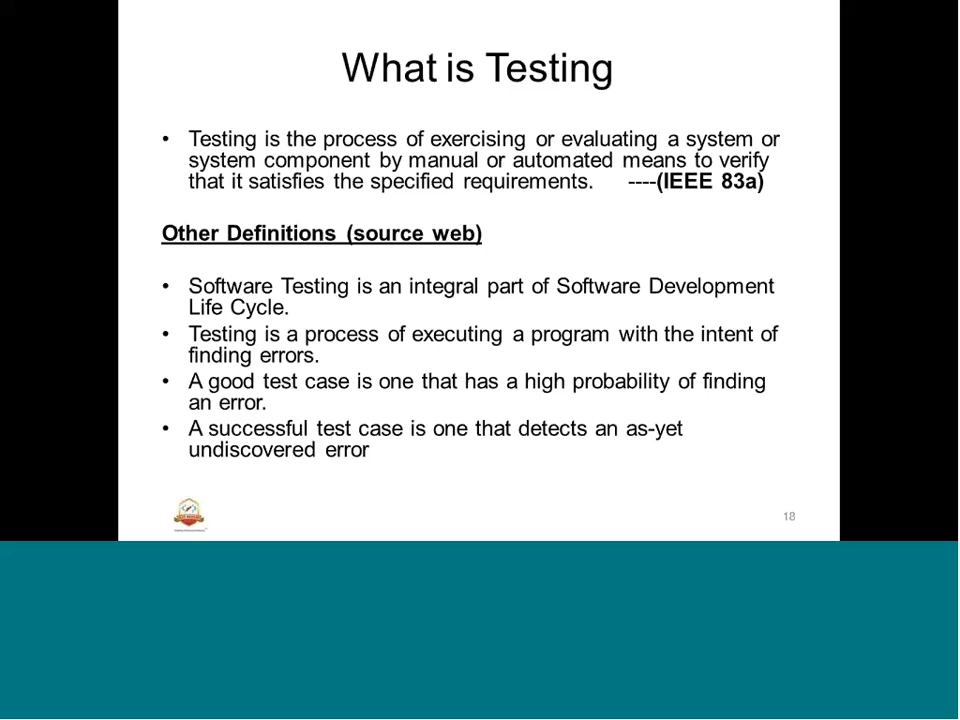 What is Testing
• Testing is the process of exercising or evaluating a system or
system component by manual or automated means to verify
that it satisfies the specified requirements. ----(IEEE 83a)
Other Definitions (source web)
• Software Testing is an integral part of Software Development
Life Cycle.
• Testing is a process of executing a program with the intent of
finding errors.
• A good test case is one that has a high probability of finding
an error.
• A successful test case is one that detects an as-yet
undiscovered error
18